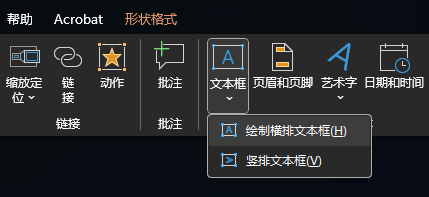 帮助 Acrobat 形状格式
缩放定位 链接 动作 批注 文本框 页眉和页脚 艺术字 日期和时间
链接 批注
绘制横排文本框(H)
竖排文本框(V)